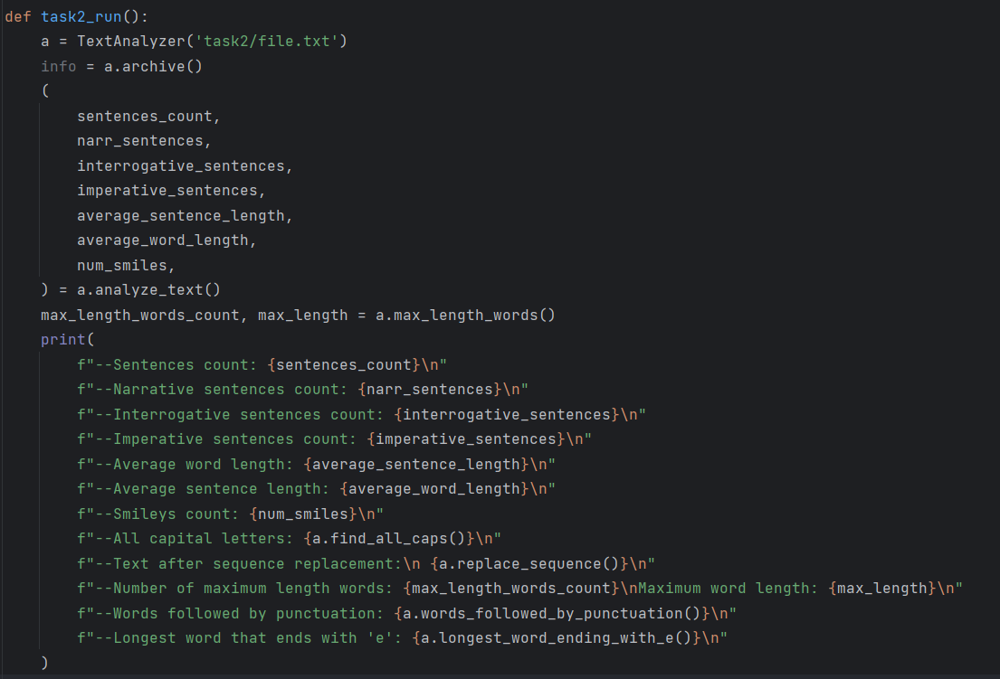 def task2_run():
    a = TextAnalyzer('task2/file.txt')
    info = a.archive()
    (
        sentences_count,
        narr_sentences,
        interrogative_sentences,
        imperative_sentences,
        average_sentence_length,
        average_word_length,
        num_smiles,
    ) = a.analyze_text()
    max_length_words_count, max_length = a.max_length_words()
    print(
        f"--Sentences count: {sentences_count}\n"
        f"--Narrative sentences count: {narr_sentences}\n"
        f"--Interrogative sentences count: {interrogative_sentences}\n"
        f"--Imperative sentences count: {imperative_sentences}\n"
        f"--Average word length: {average_sentence_length}\n"
        f"--Average sentence length: {average_word_length}\n"
        f"--Smileys count: {num_smiles}\n"
        f"--All capital letters: {a.find_all_caps()}\n"
        f"--Text after sequence replacement:\n {a.replace_sequence()}\n"
        f"--Number of maximum length words: {max_length_words_count}\nMaximum word length: {max_length}\n"
        f"--Words followed by punctuation: {a.words_followed_by_punctuation()}\n"
        f"--Longest word that ends with 'e': {a.longest_word_ending_with_e()}\n"
    )